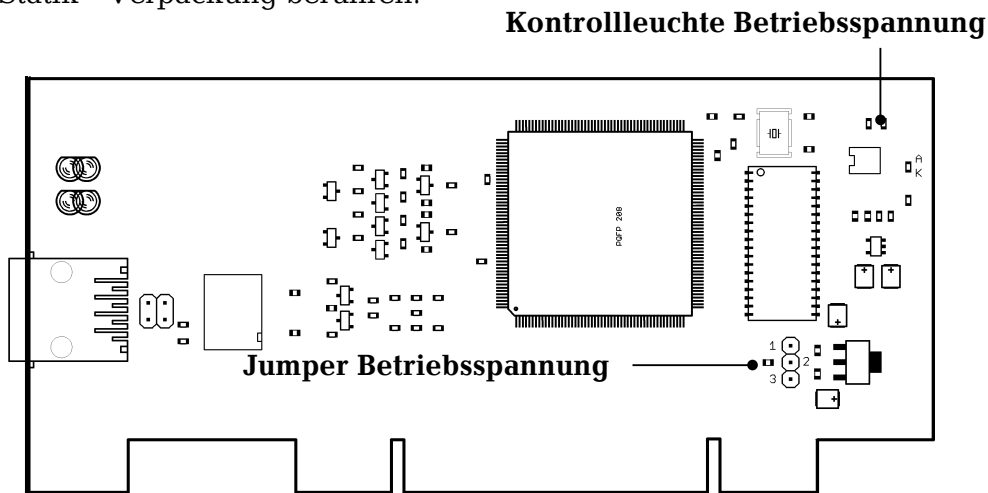 Kontrollleuchte Betriebsspannung
A
K
PQFP 208
1
2
3
Jumper Betriebsspannung